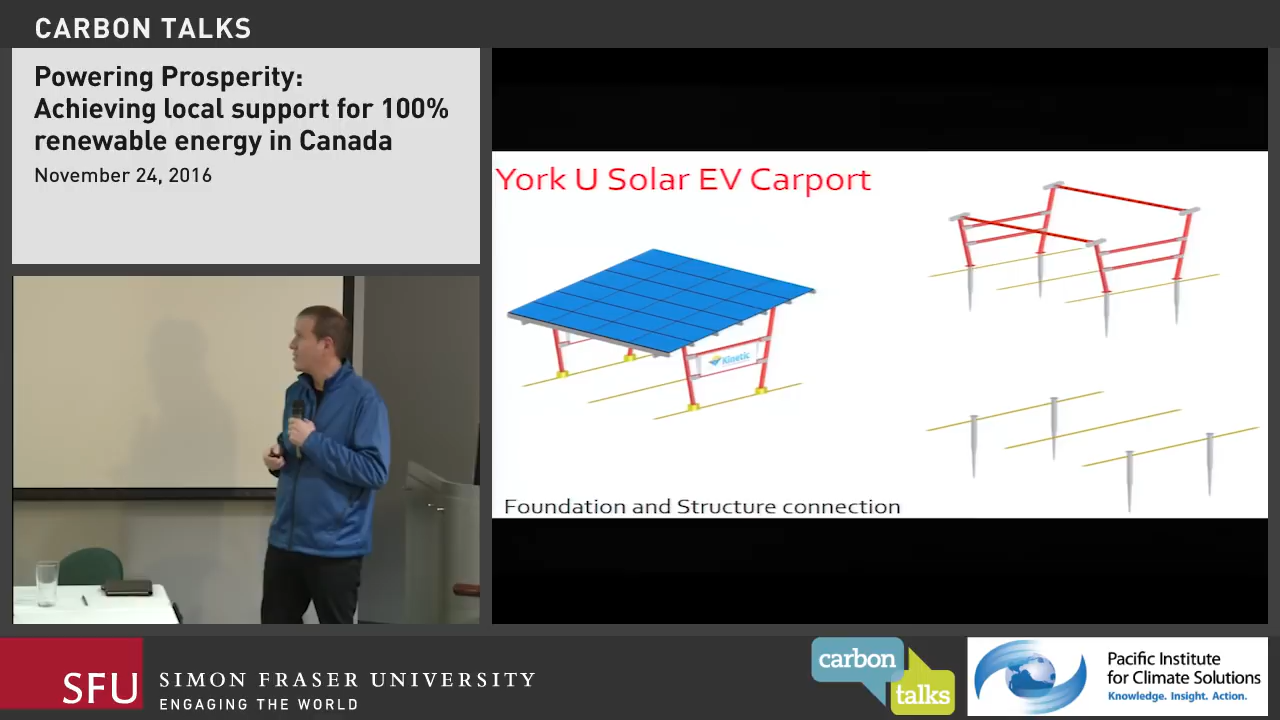 CARBON TALKS
Powering Prosperity:
Achieving local support for 100%
renewable energy in Canada
November 24, 2016
York U Solar EV Carport
Kinetic
Foundation and Structure connection
SFU
SIMON FRASER UNIVERSITY
ENGAGING THE WORLD
carbon
talks
Pacific Institute
for Climate Solutions
Knowledge. Insight. Action.